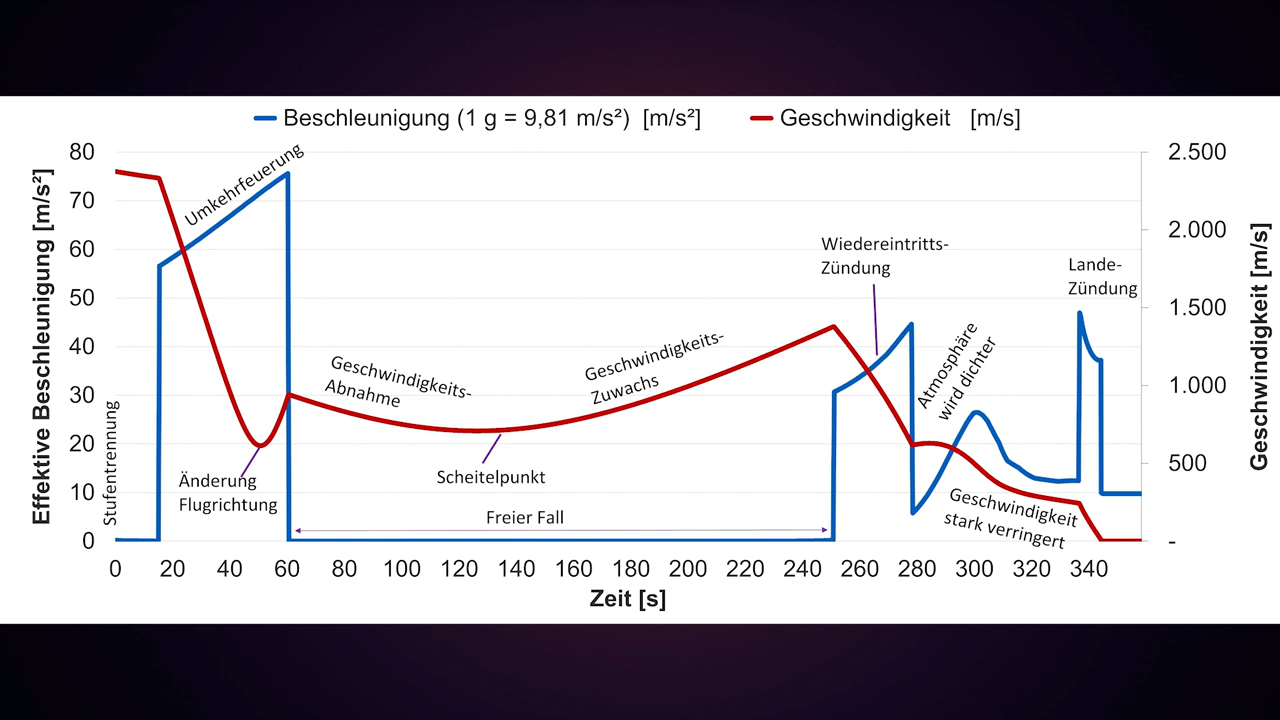 Beschleunigung (1 g = 9,81 m/s²) [m/s²]
Geschwindigkeit [m/s]
Effektive Beschleunigung [m/s²]
80
70
60
50
40
30
20
10
0
2.500
2.000
1.500
1.000
500
-
Geschwindigkeit [m/s]
Stufentrennung
Umkehrfeuerung
Änderung
Flugrichtung
Geschwindigkeits-
Abnahme
Scheitelpunkt
Freier Fall
Geschwindigkeits-
Zuwachs
Wiedereintritts-
Zündung
Atmosphäre
wird dichter
Geschwindigkeit
stark verringert
Lande-
Zündung
0 20 40 60 80 100 120 140 160 180 200 220 240 260 280 300 320 340
Zeit [s]